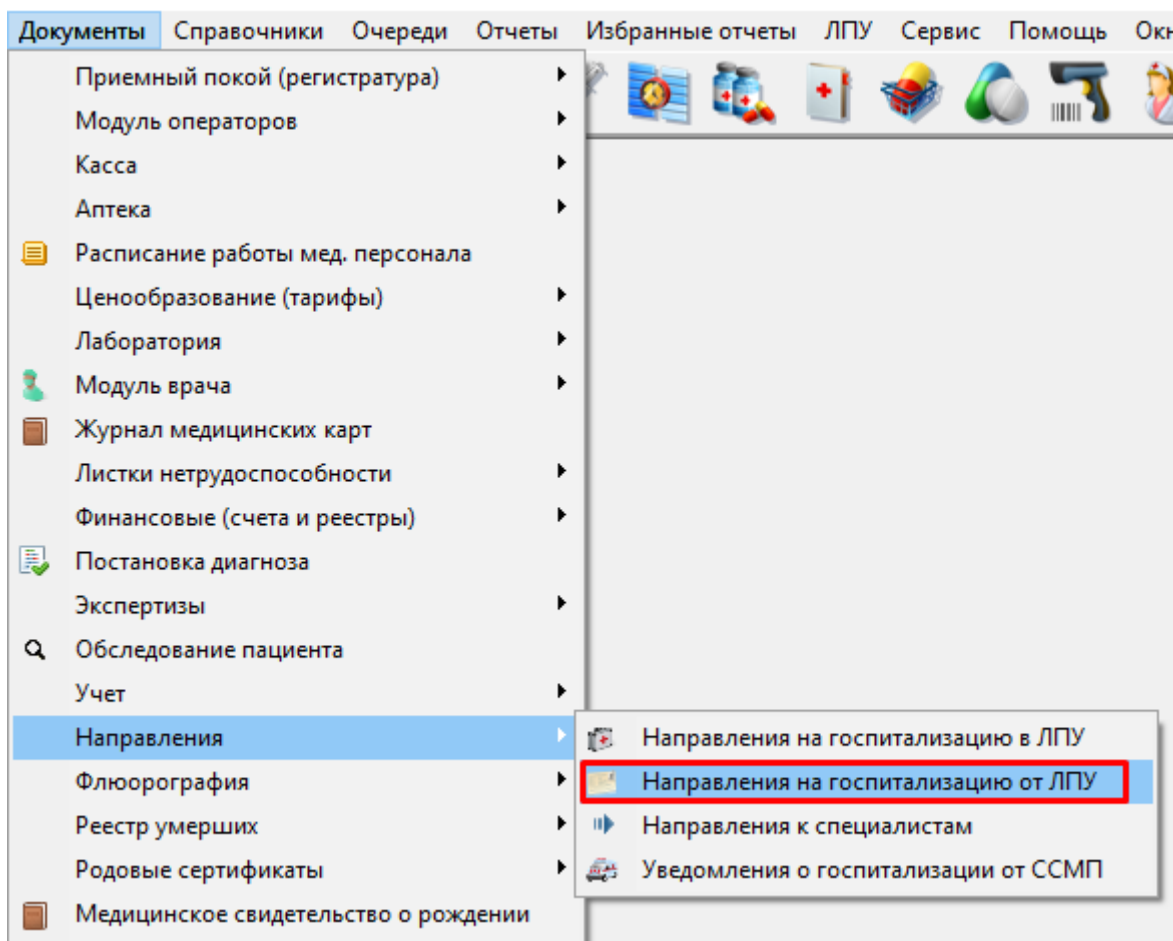 Документы Справочники Очереди Отчеты Избранные отчеты ЛПУ Сервис Помощь Окн
Приемный покой (регистратура)
Модуль операторов
Касса
Аптека
Расписание работы мед. персонала
Ценообразование (тарифы)
Лаборатория
Модуль врача
Журнал медицинских карт
Листки нетрудоспособности
Финансовые (счета и реестры)
Постановка диагноза
Экспертизы
Обследование пациента
Учет
Направления
Направления на госпитализацию в ЛПУ
Флюорография
Направления на госпитализацию от ЛПУ
Реестр умерших
Направления к специалистам
Родовые сертификаты
Уведомления о госпитализации от ССМП
Медицинское свидетельство о рождении